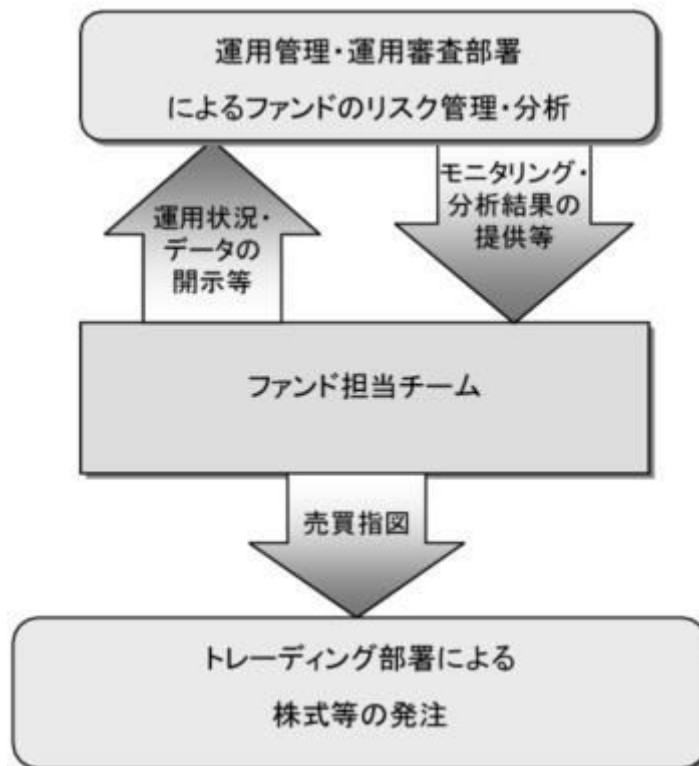 運用管理・運用審査部署
によるファンドのリスク管理・分析
運用状況・
データの
開示等
モニタリング・
分析結果の
提供等
ファンド担当チーム
売買指図
トレーディング部署による
株式等の発注